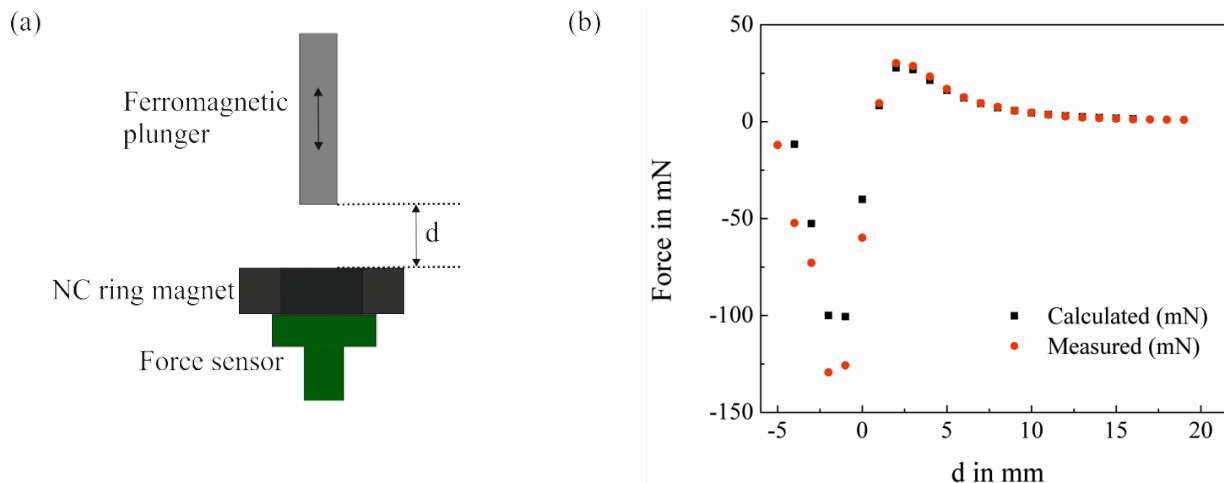 (a)
Ferromagnetic
plunger
d
NC ring magnet
Force sensor
(b)
50
0
-50
-100
-150
Force in mN
Calculated (mN)
Measured (mN)
-5 0 5 10 15 20
d in mm